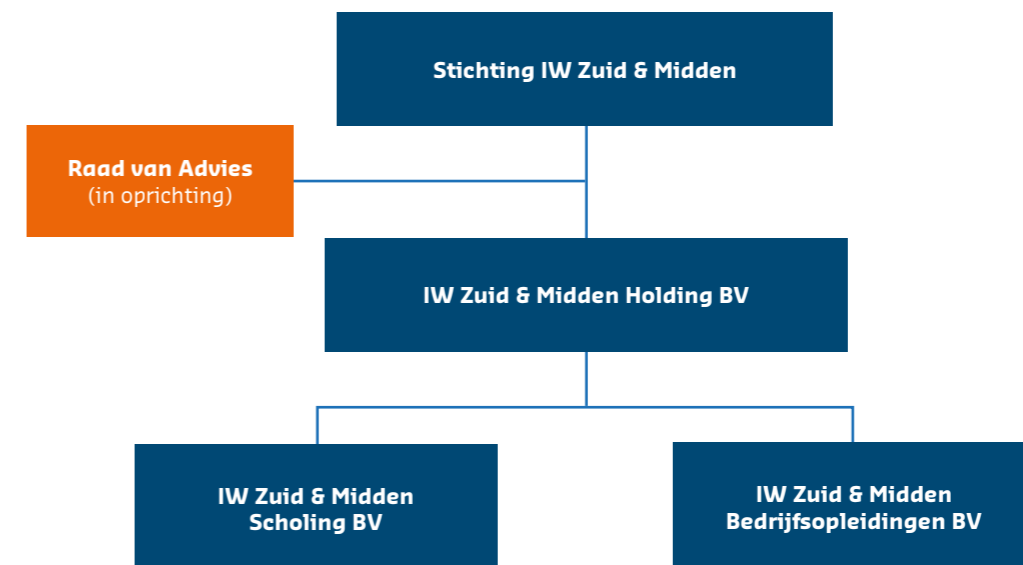 Stichting IW Zuid & Midden
Raad van Advies
(in oprichting)
IW Zuid & Midden Holding BV
IW Zuid & Midden
Scholing BV
IW Zuid & Midden
Bedrijfsopleidingen BV